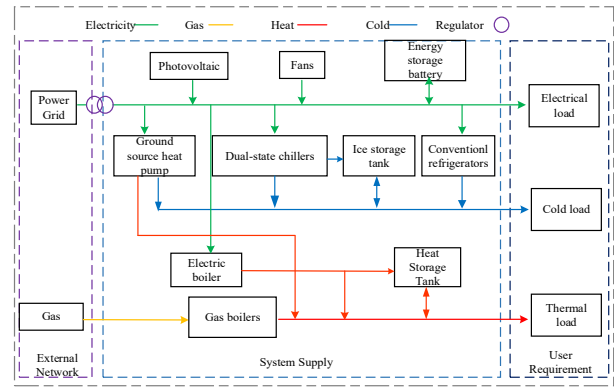 Electricity
Gas
Heat
Cold
Regulator
Photovoltaic
Fans
Energy
storage
battery
Power
Grid
Electrical
load
Ground
source heat
pump
Dual-state chillers
Ice storage
tank
Conventionl
refrigerators
Cold load
Electric
boiler
Heat
Storage
Tank
Gas
Gas boilers
Thermal
load
External
Network
System Supply
User
Requirement